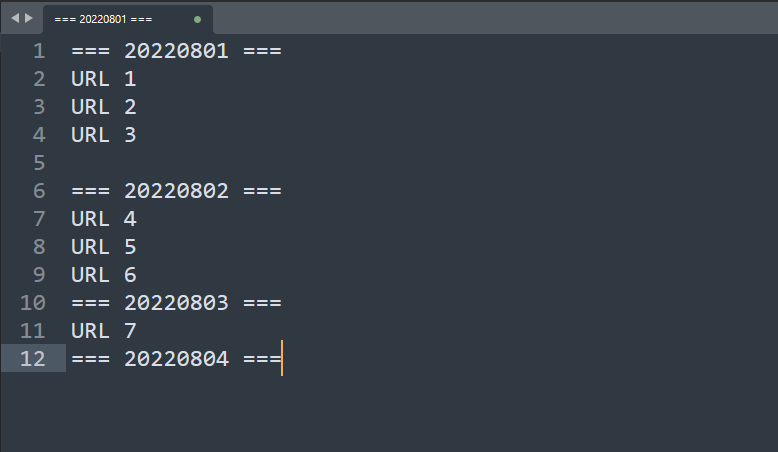 === 20220801 ===
1 === 20220801 ===
2 URL 1
3 URL 2
4 URL 3
5
6 === 20220802 ===
7 URL 4
8 URL 5
9 URL 6
10 === 20220803 ===
11 URL 7
12 === 20220804 ===